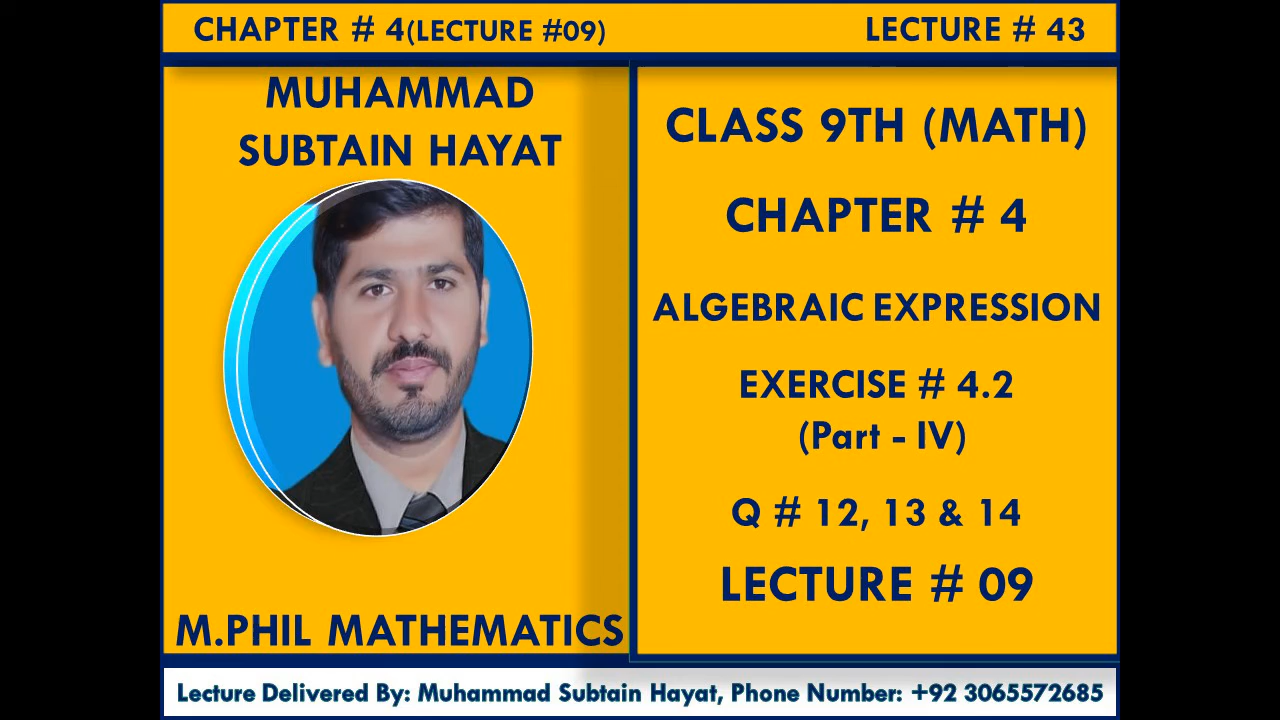 CHAPTER # 4(LECTURE #09)
LECTURE # 43
MUHAMMAD
SUBTAIN HAYAT
M.PHIL MATHEMATICS
CLASS 9TH (MATH)
CHAPTER # 4
ALGEBRAIC EXPRESSION
EXERCISE # 4.2
(Part - IV)
Q # 12, 13 & 14
LECTURE # 09
Lecture Delivered By: Muhammad Subtain Hayat, Phone Number: +92 3065572685